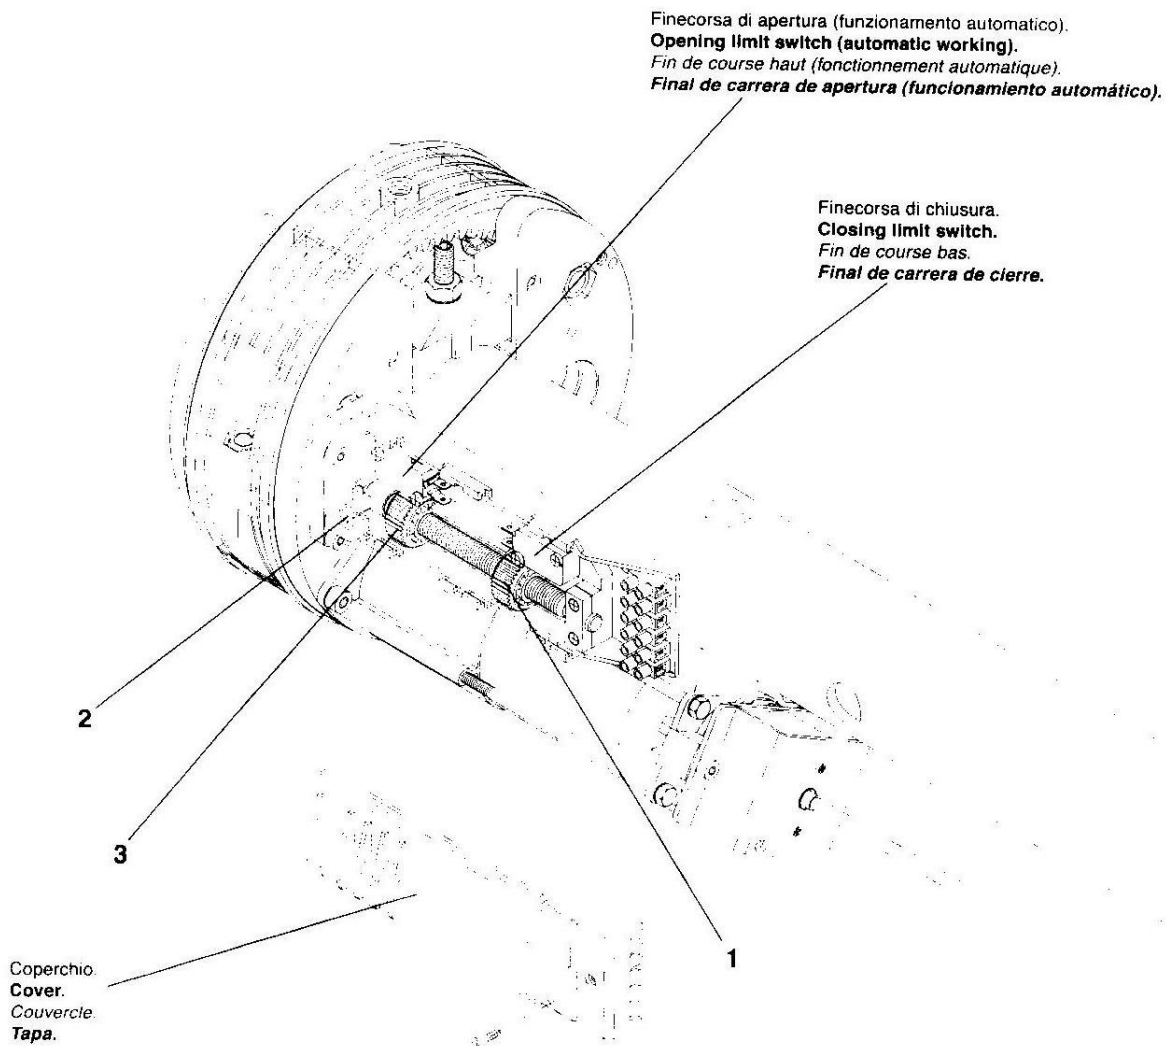 Finecorsa di apertura (funzionamento automatico).
Opening limit switch (automatic working).
Fin de course haut (fonctionnement automatique).
Final de carrera de apertura (funcionamiento automático).
Finecorsa di chiusura.
Closing limit switch.
Fin de course bas.
Final de carrera de cierre.
2
3
1
Coperchio.
Cover.
Couvercle.
Tapa.